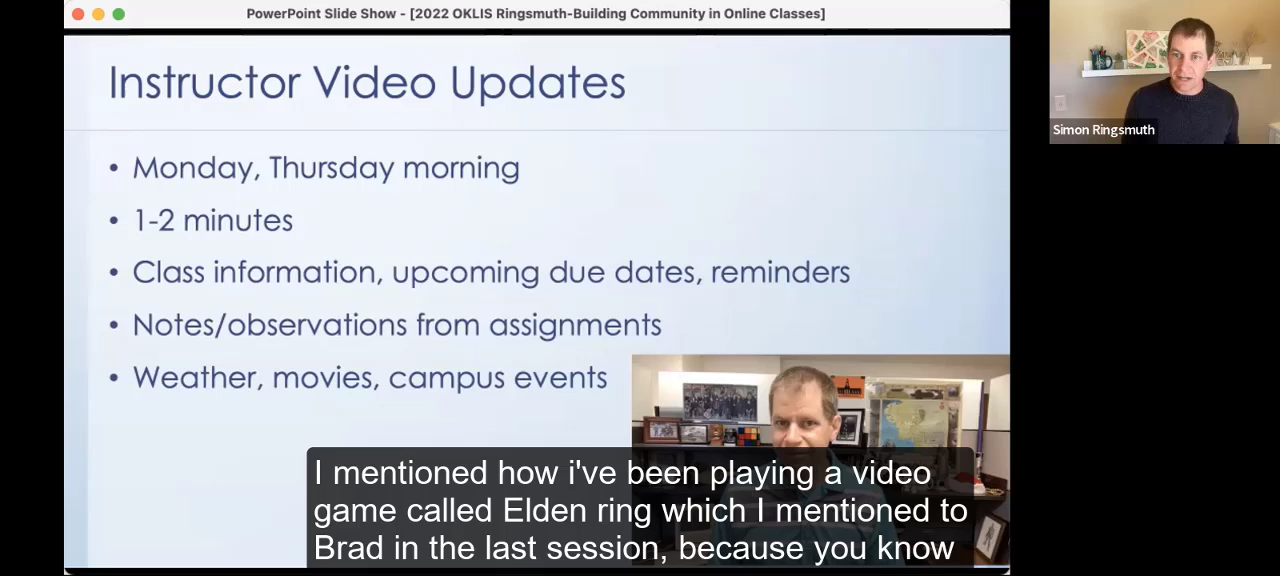 PowerPoint Slide Show - [2022 OKLIS Ringsmuth-Building Community in Online Classes]
Instructor Video Updates
• Monday, Thursday morning
• 1-2 minutes
• Class information, upcoming due dates, reminders
• Notes/observations from assignments
• Weather, movies, campus events
I mentioned how i've been playing a video
game called Elden ring which I mentioned to
Brad in the last session, because you know
Simon Ringsmuth